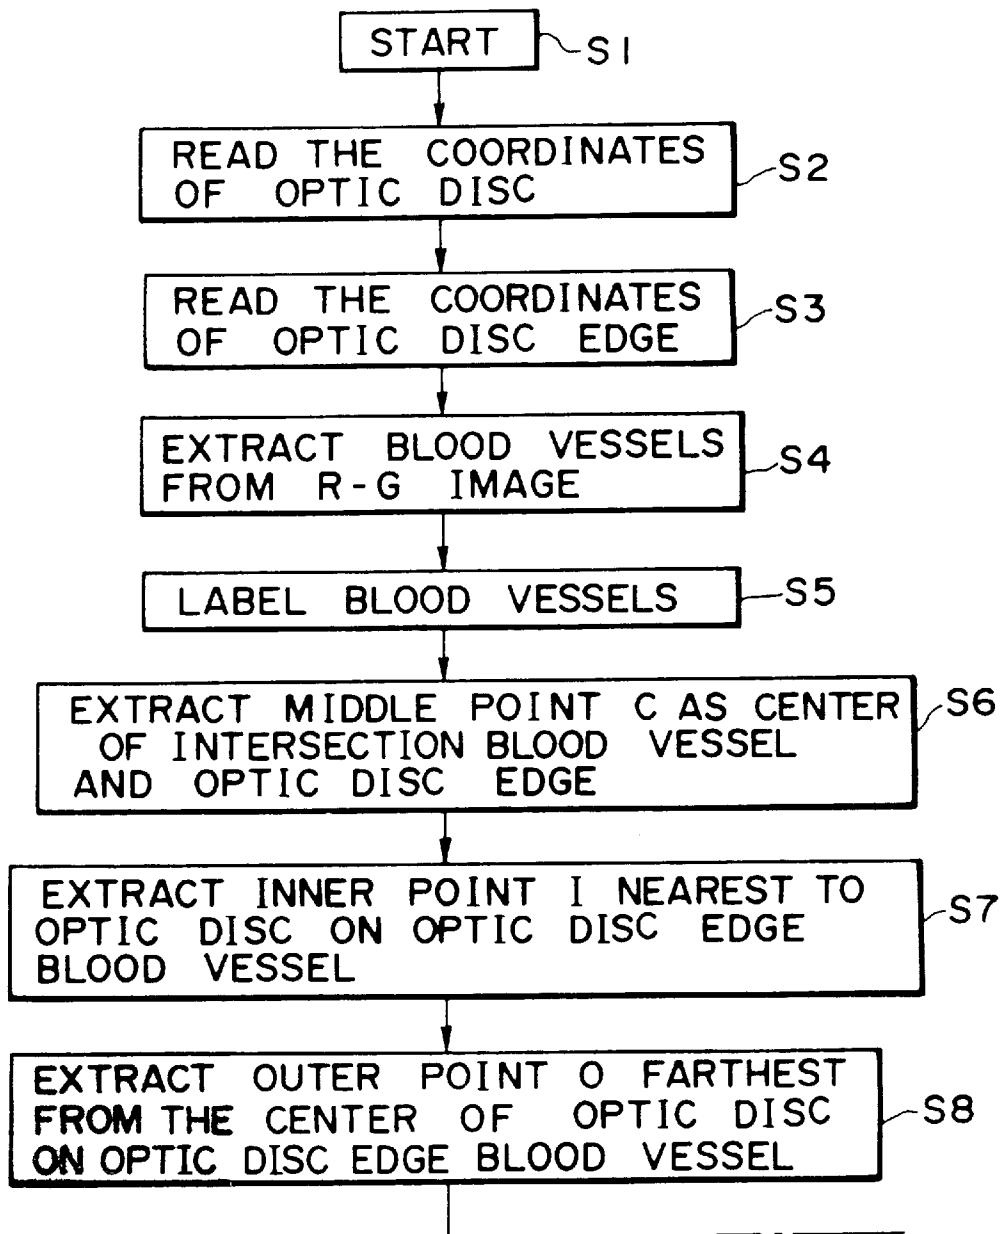 START
S1
READ THE COORDINATES
OF OPTIC DISC
S2
READ THE COORDINATES
OF OPTIC DISC EDGE
S3
EXTRACT BLOOD VESSELS
FROM R-G IMAGE
S4
LABEL BLOOD VESSELS
S5
EXTRACT MIDDLE POINT C AS CENTER
OF INTERSECTION BLOOD VESSEL
AND OPTIC DISC EDGE
S6
EXTRACT INNER POINT I NEAREST TO
OPTIC DISC ON OPTIC DISC EDGE
BLOOD VESSEL
S7
EXTRACT OUTER POINT O FARTHEST
FROM THE CENTER OF OPTIC DISC
ON OPTIC DISC EDGE BLOOD VESSEL
S8